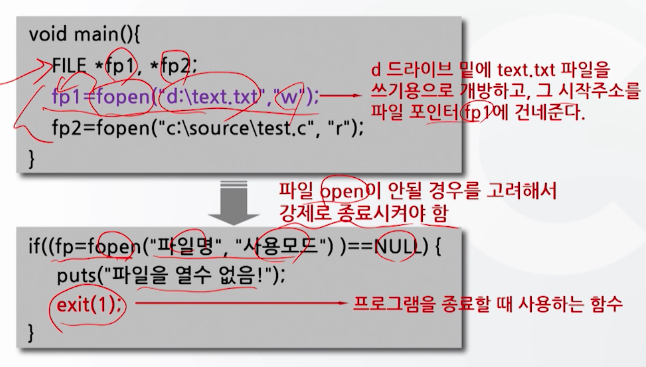 void main(){
FILE *fp1, *fp2;
fp1=fopen("d:\text.txt","w");
fp2=fopen("c:\source\test.c", "r");
}
d 드라이브 밑에 text.txt 파일을
쓰기용으로 개방하고, 그 시작주소를
파일 포인터 fp1에 건네준다.
파일 open이 안될 경우를 고려해서
강제로 종료시켜야 함
if((fp=fopen("파일명", "사용모드") )==NULL) {
puts("파일을 열수 없음!");
exit(1);
}
프로그램을 종료할 때 사용하는 함수